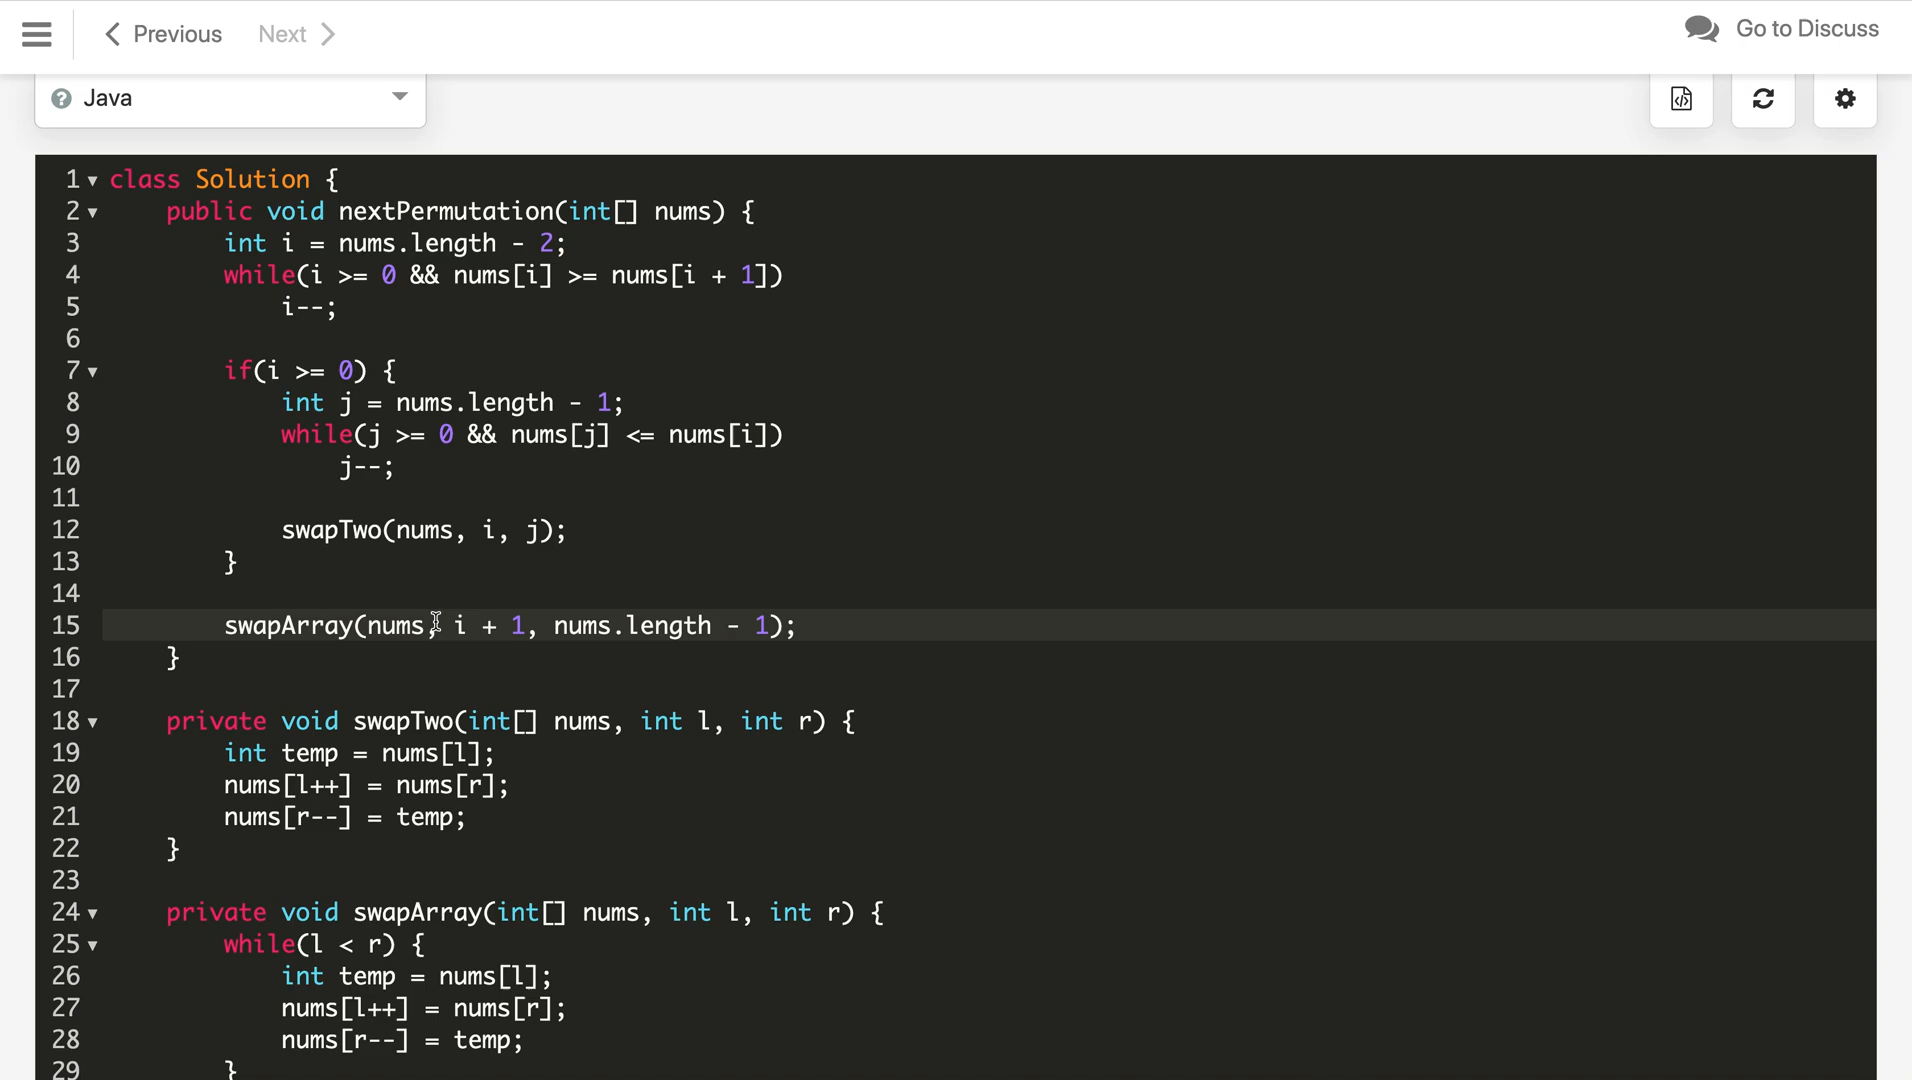 Previous Next Go to Discuss
Java
1 class Solution {
2 public void nextPermutation(int[] nums) {
3 int i = nums.length - 2;
4 while(i >= 0 && nums[i] >= nums[i + 1])
5 i--;
6
7 if(i >= 0) {
8 int j = nums.length - 1;
9 while(j >= 0 && nums[j] <= nums[i])
10 j--;
11
12 swapTwo(nums, i, j);
13 }
14
15 swapArray(nums, i + 1, nums.length - 1);
16 }
17
18 private void swapTwo(int[] nums, int l, int r) {
19 int temp = nums[l];
20 nums[l++] = nums[r];
21 nums[r--] = temp;
22 }
23
24 private void swapArray(int[] nums, int l, int r) {
25 while(l < r) {
26 int temp = nums[l];
27 nums[l++] = nums[r];
28 nums[r--] = temp;
29 }